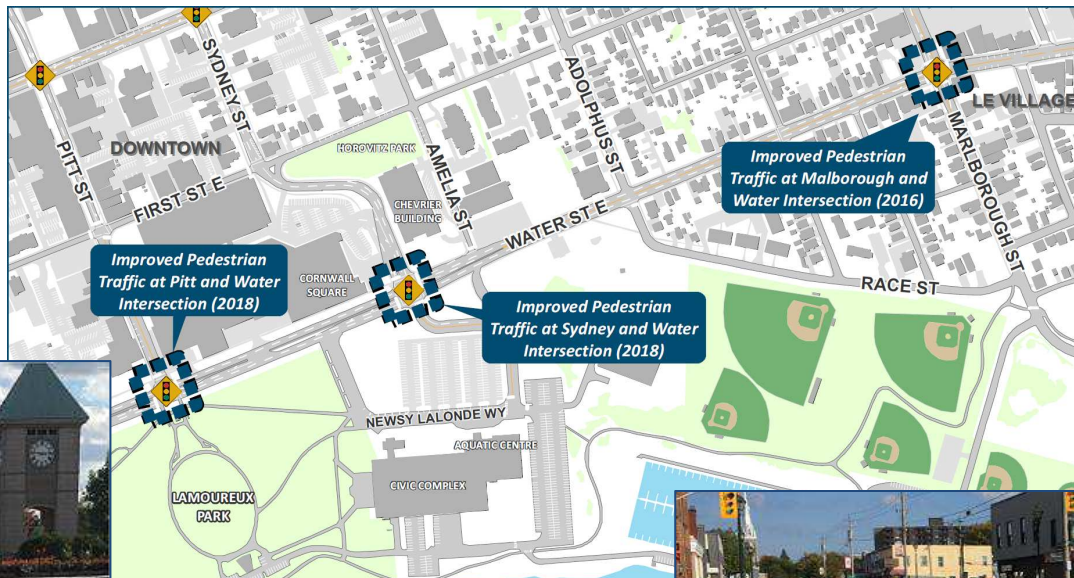 SYDNEY ST
ADOLPHUS ST
LE VILLAGE
PITT ST
DOWNTOWN
HOROVITZ PARK
AMELIA ST
MARLBOROUGH ST
Improved Pedestrian
Traffic at Malborough and
Water Intersection (2016)
FIRST ST E
CHEVRIER
BUILDING
WATER ST E
Improved Pedestrian
Traffic at Pitt and Water
Intersection (2018)
CORNWALL
SQUARE
RACE ST
Improved Pedestrian
Traffic at Sydney and Water
Intersection (2018)
NEWSY LALONDE WY
AQUATIC CENTRE
CIVIC COMPLEX
LAMOUREUX
PARK